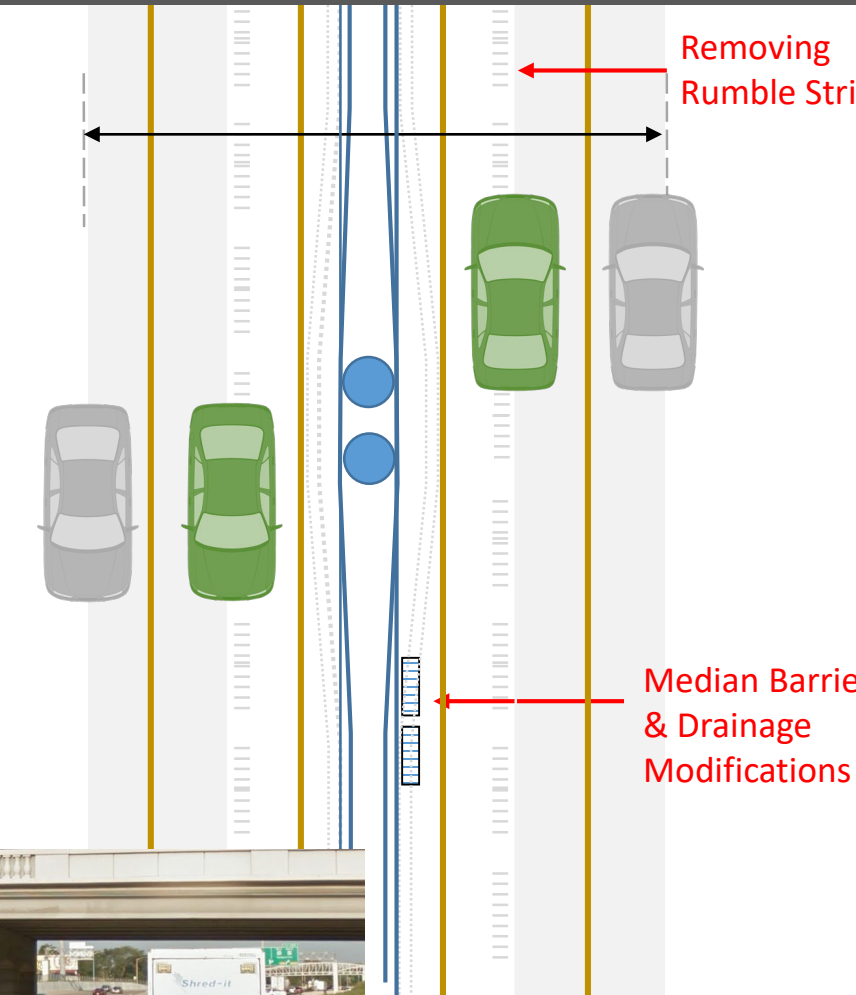 Removing
Rumble Stri
Median Barrie
& Drainage
Modifications
Shred-it